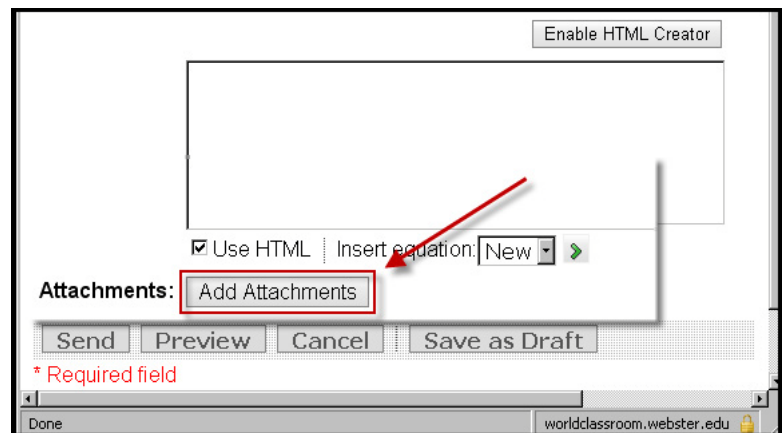 Enable HTML Creator
Use HTML Insert equation: New
Attachments: Add Attachments
Send Preview Cancel Save as Draft
* Required field
Done worldclassroom.webster.edu